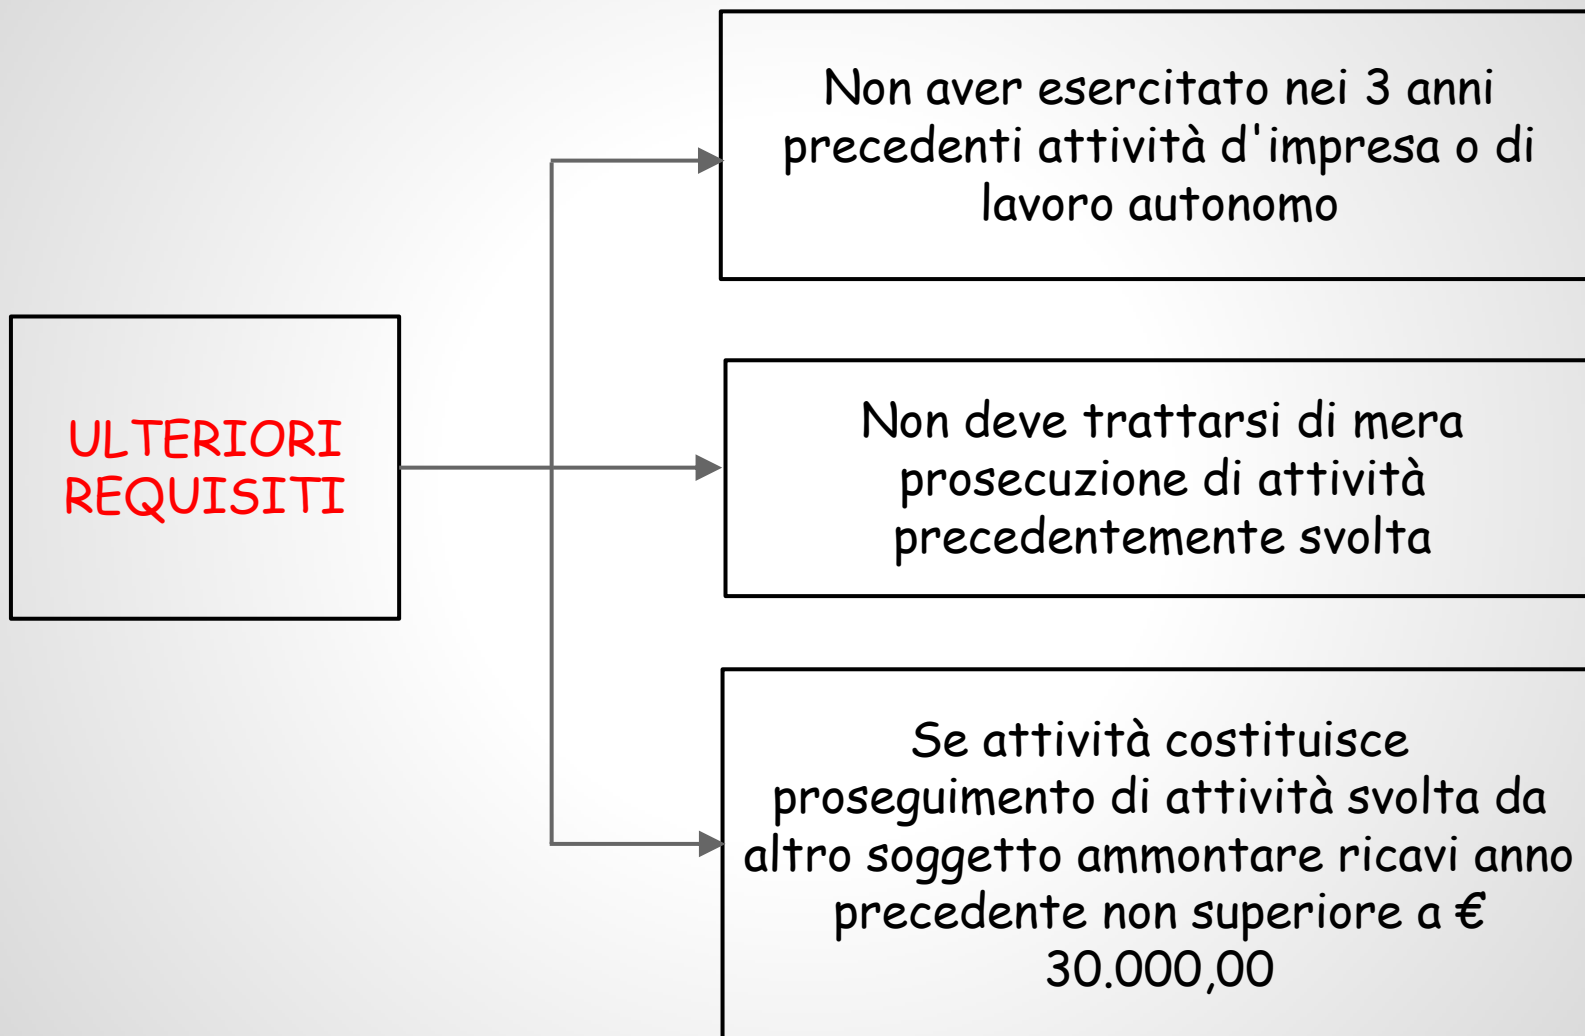 Non aver esercitato nei 3 anni
precedenti attività d'impresa o di
lavoro autonomo
ULTERIORI
REQUISITI
Non deve trattarsi di mera
prosecuzione di attività
precedentemente svolta
Se attività costituisce
proseguimento di attività svolta da
altro soggetto ammontare ricavi anno
precedente non superiore a €
30.000,00